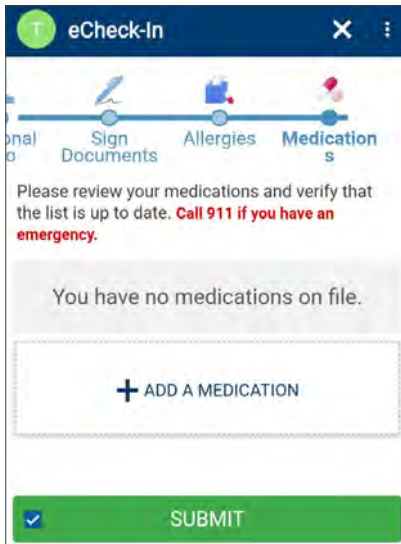 T eCheck-In
onal Sign Allergies Medication
o Documents s
Please review your medications and verify that
the list is up to date. Call 911 if you have an
emergency.
You have no medications on file.
ADD A MEDICATION
SUBMIT